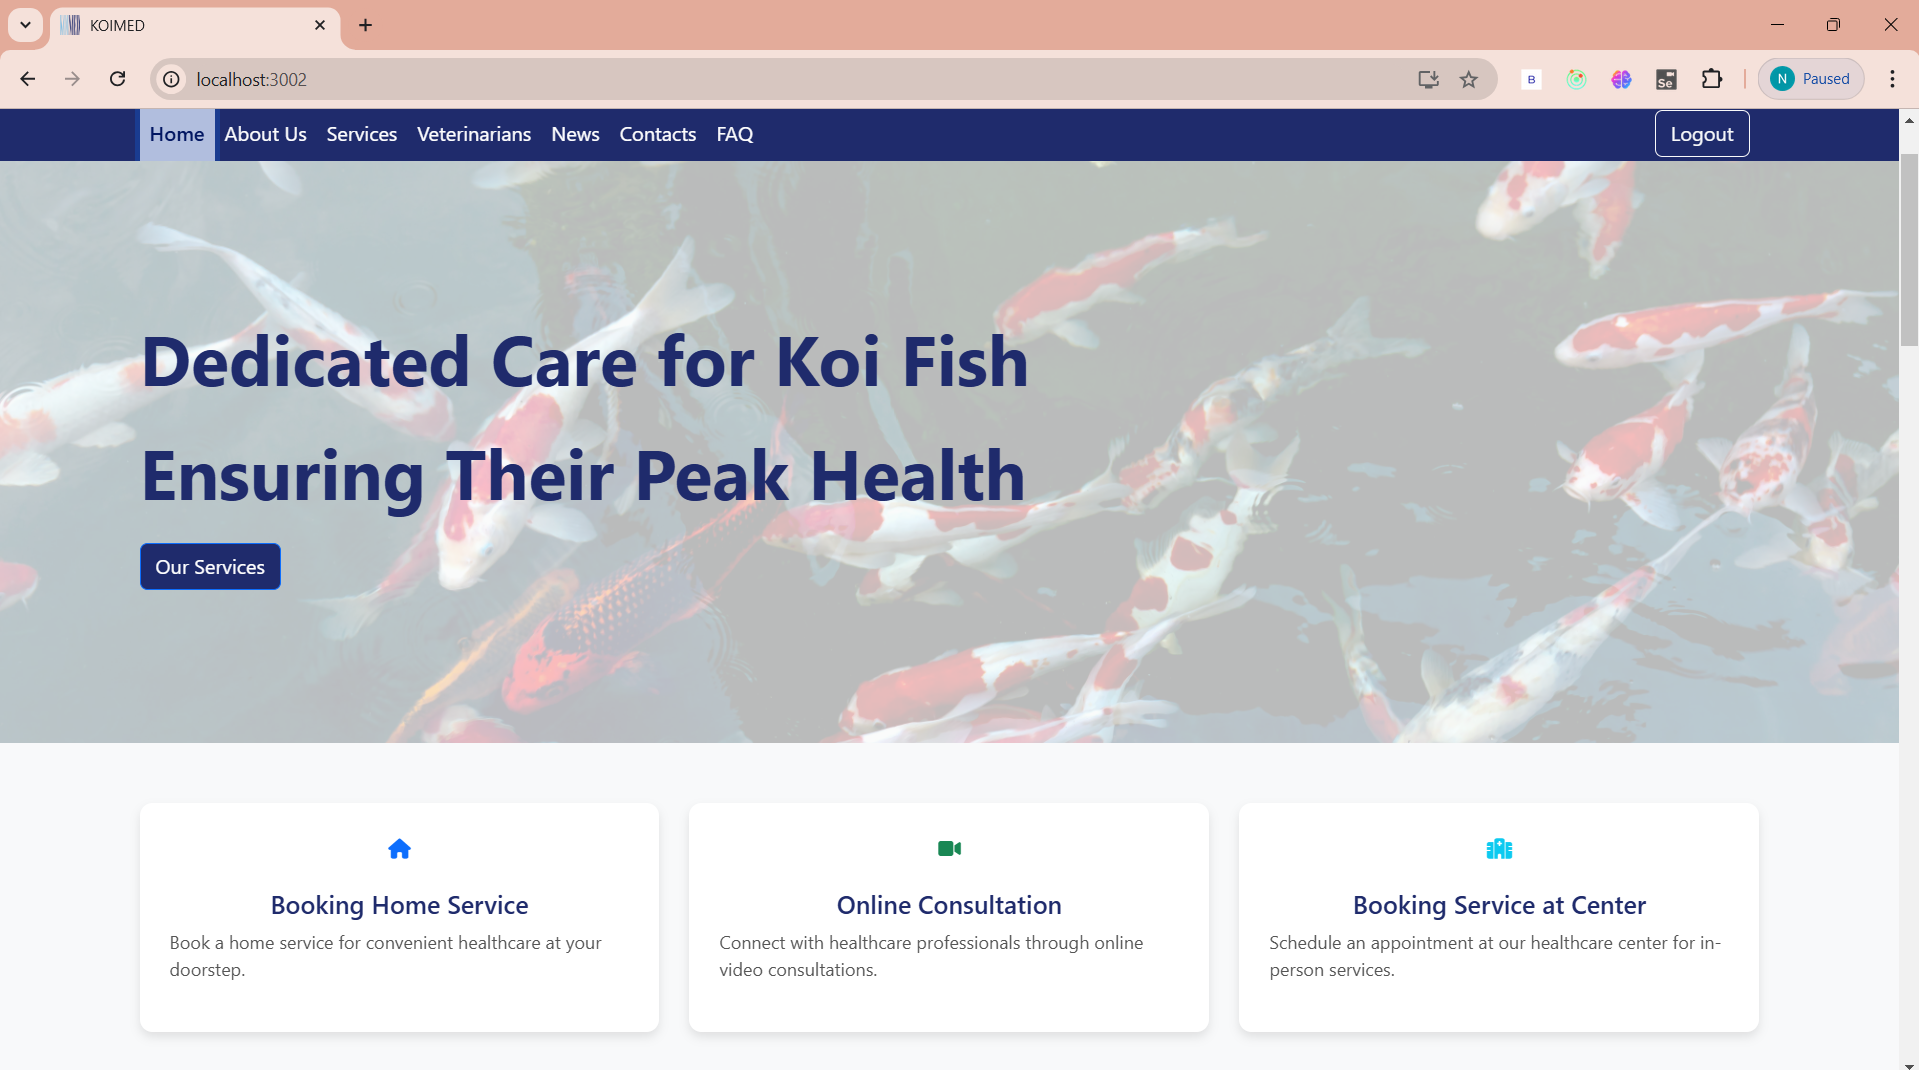 KOIMED
localhost:3002
B
Se
N
Paused
Home
About Us
Services
Veterinarians
News
Contacts
FAQ
Logout
Dedicated Care for Koi Fish
Ensuring Their Peak Health
Our Services
Booking Home Service
Book a home service for convenient healthcare at your
doorstep.
Online Consultation
Connect with healthcare professionals through online
video consultations.
Booking Service at Center
Schedule an appointment at our healthcare center for in-
person services.